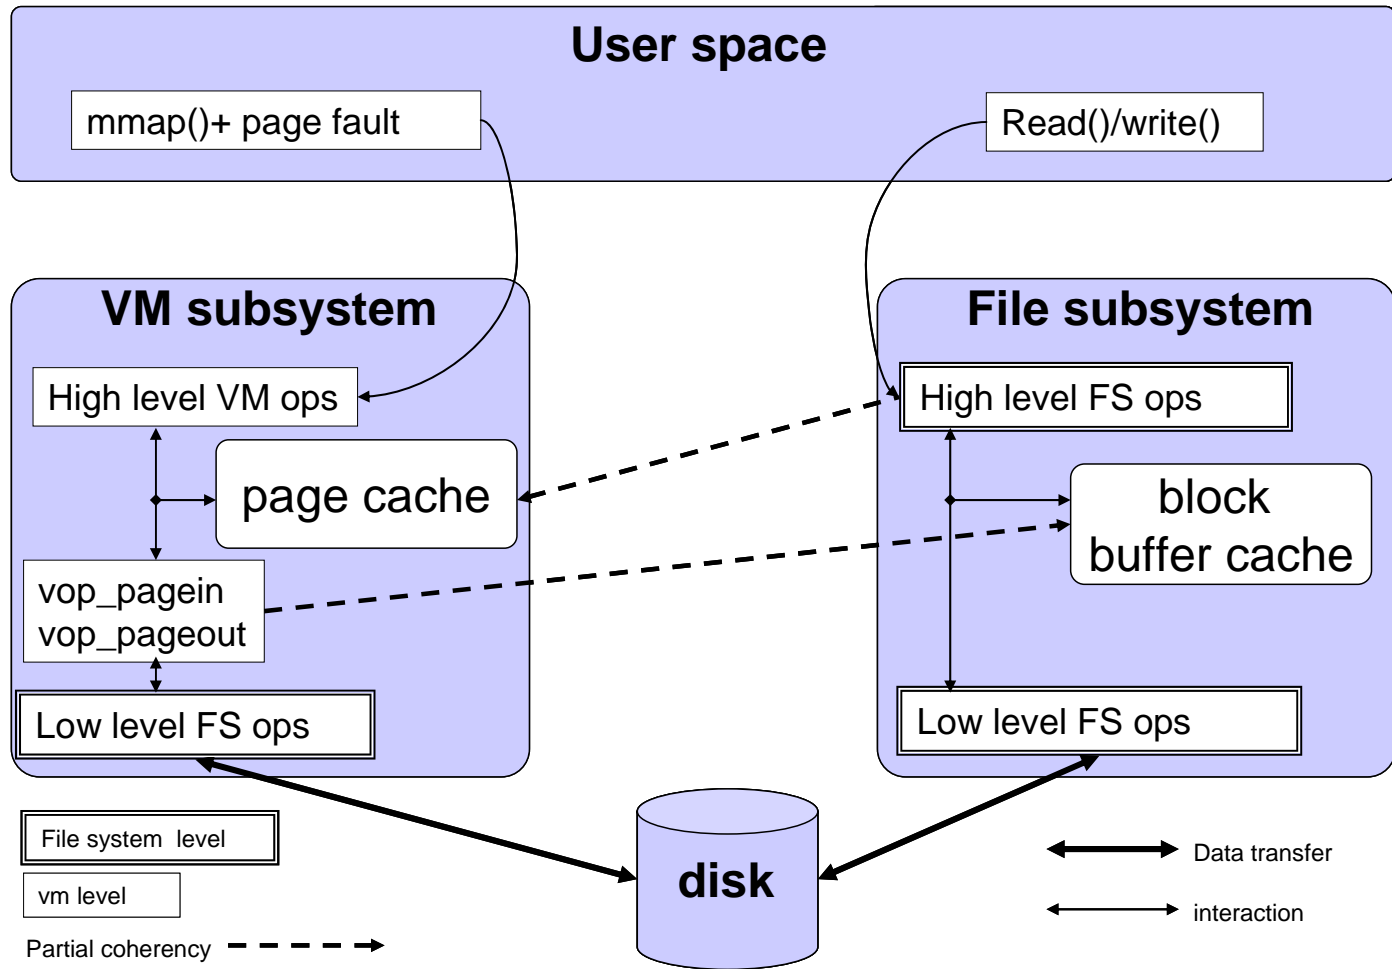 User space
mmap()+ page fault
Read()/write()
VM subsystem
High level VM ops
page cache
vop_pagein
vop_pageout
Low level FS ops
File subsystem
High level FS ops
block
buffer cache
Low level FS ops
disk
File system level
vm level
Partial coherency
Data transfer
interaction